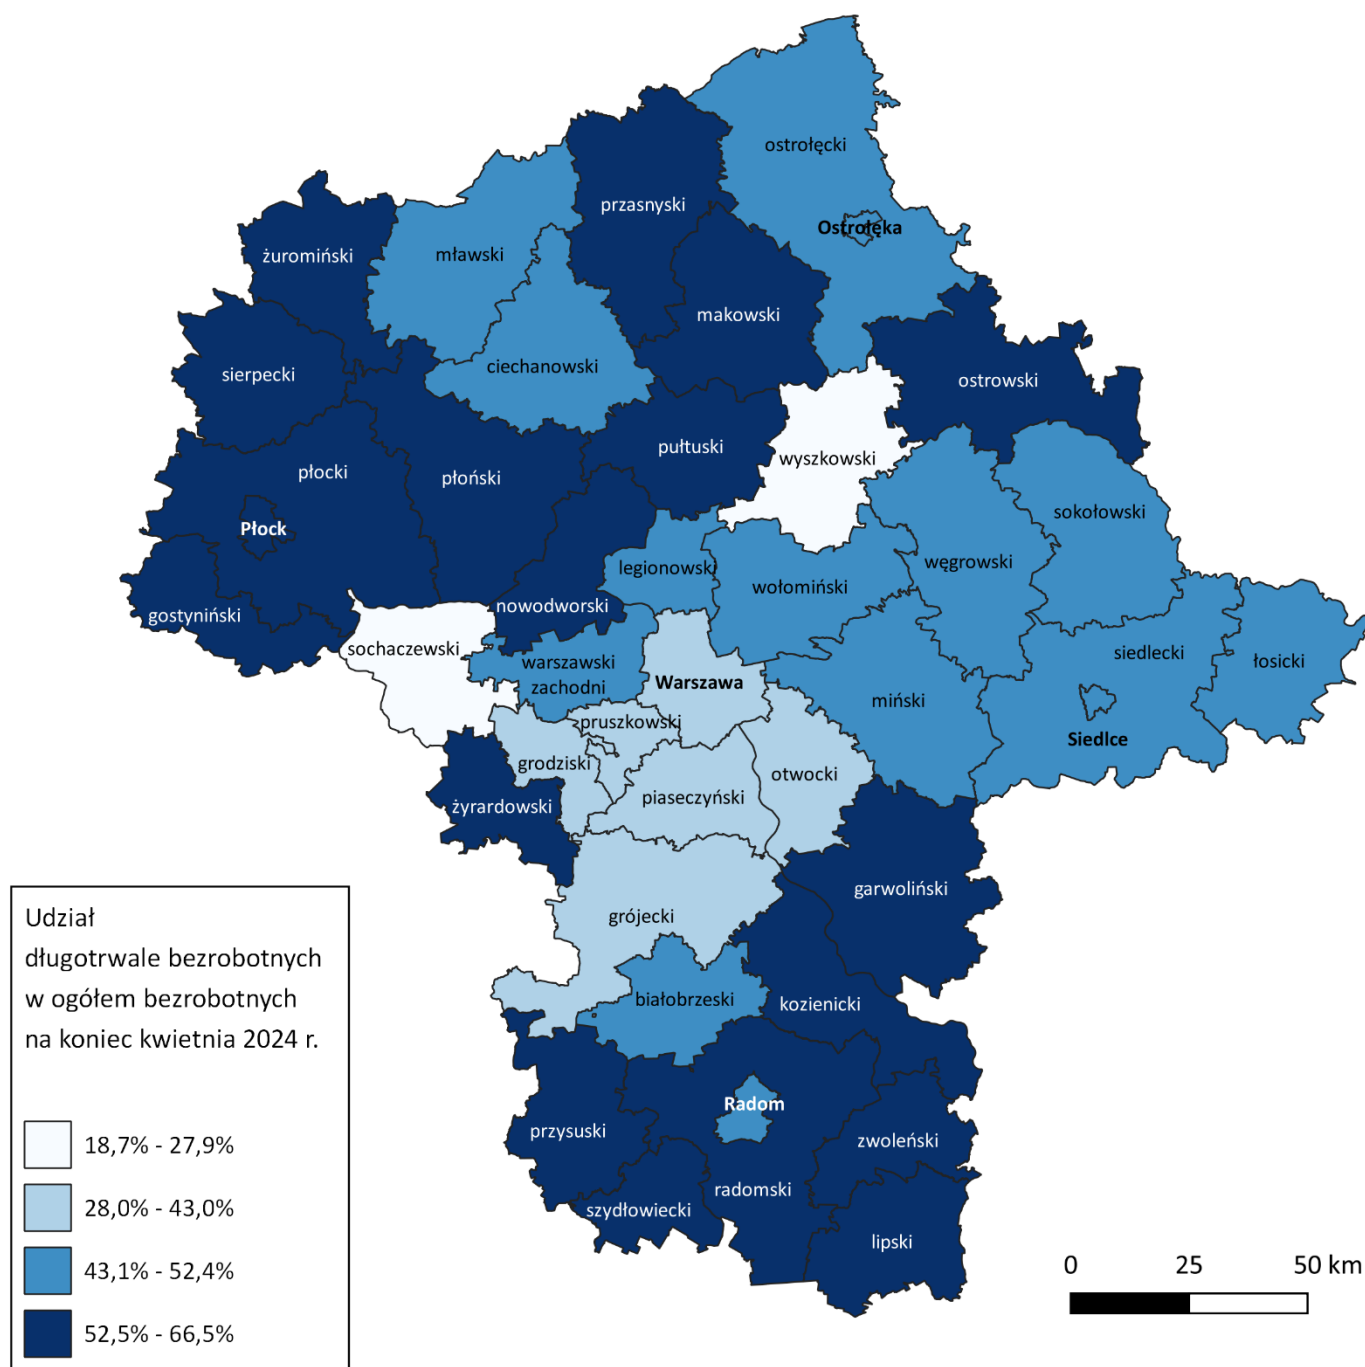 ostrołęcki
przasnyski
Ostrołęka
mławski
żuromiński
makowski
ciechanowski
sierpecki
ostrowski
pułtuski
wyszkowski
płocki
płoński
sokołowski
Płock
węgrowski
legionowski
wołomiński
nowodworski
gostyniński
sochaczewski
siedlecki
łosicki
warszawski
zachodni
Warszawa
miński
pruszkowski
Siedlce
grodziski
otwocki
piaseczyński
żyrardowski
garwoliński
grójecki
białobrzeski
kozienicki
Radom
przysuski
zwoleński
radomski
szydłowiecki
lipski
Udział
długotrwale bezrobotnych
w ogółem bezrobotnych
na koniec kwietnia 2024 r.
18,7% - 27,9%
28,0% - 43,0%
43,1% - 52,4%
52,5% - 66,5%
0 25 50 km